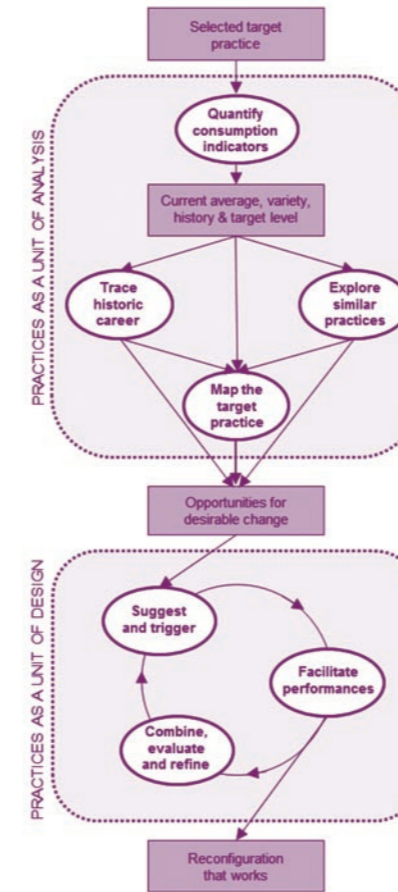 Selected target
practice
PRACTICES AS A UNIT OF ANALYSIS
Quantify
consumption
indicators
Current average, variety,
history & target level
Trace
historic
career
Explore
similar
practices
Map the
target
practice
Opportunities for
desirable change
PRACTICES AS A UNIT OF DESIGN
Suggest
and trigger
Facilitate
performances
Combine,
evaluate
and refine
Reconfiguration
that works